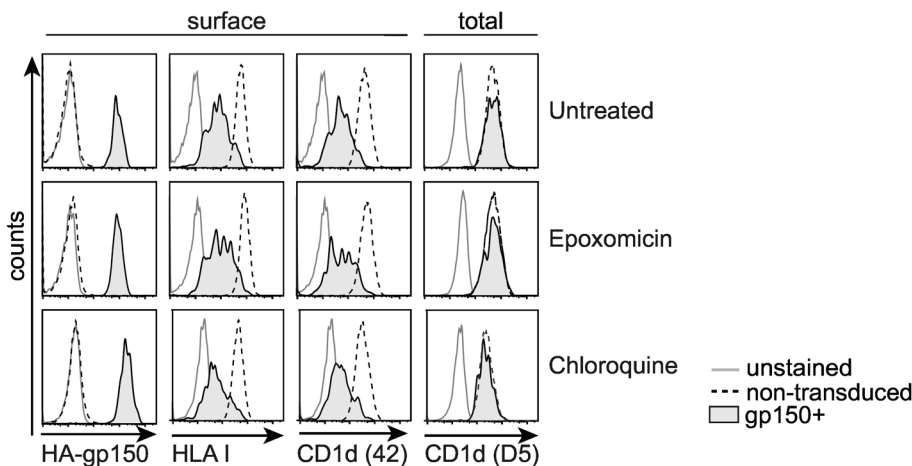 surface total
Untreated
Epoxomicin
Chloroquine
counts
HA-gp150 HLA I CD1d (42) CD1d (D5)
unstained
non-transduced
gp150+